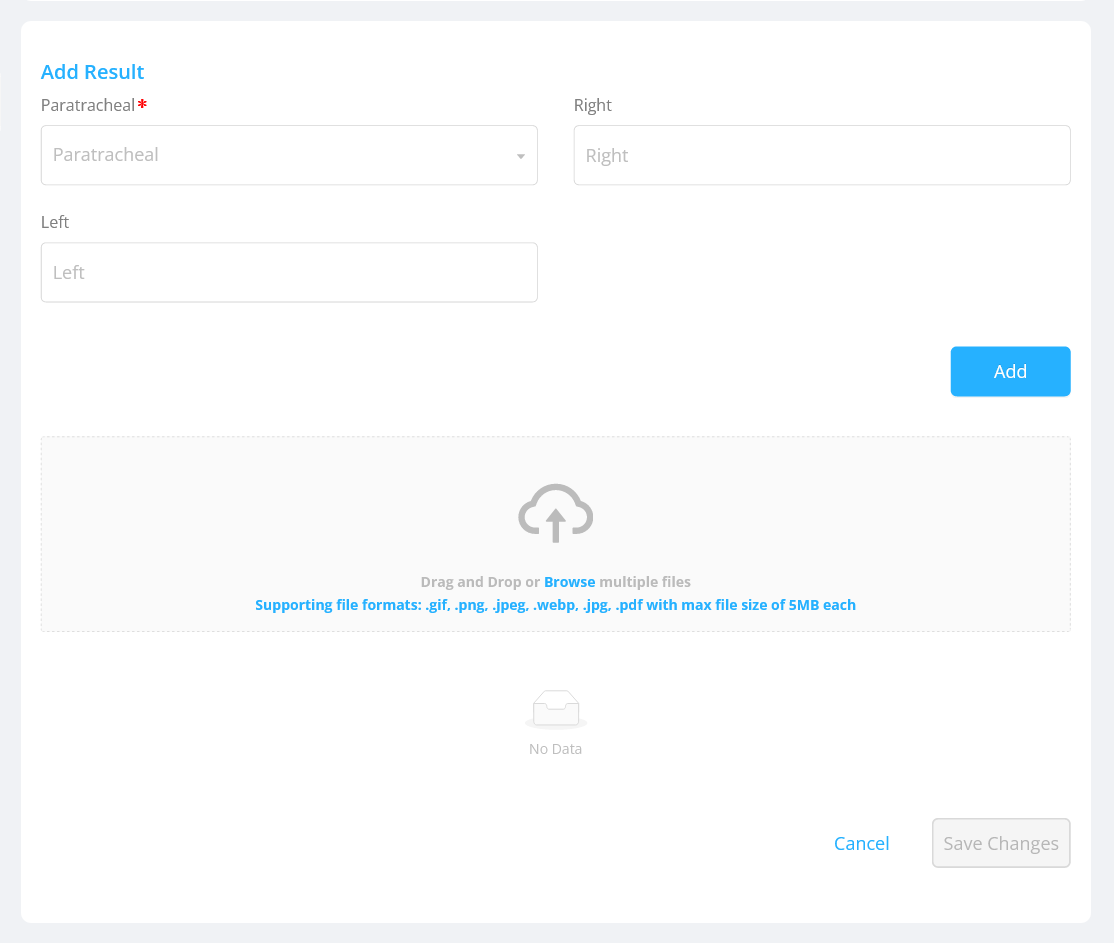 Add Result
Paratracheal*
Right
Paratracheal
Right
Left
Left
Add
Drag and Drop or Browse multiple files
Supporting file formats: .gif, .png, .jpeg, .webp, .jpg, .pdf with max file size of 5MB each
No Data
Cancel
Save Changes